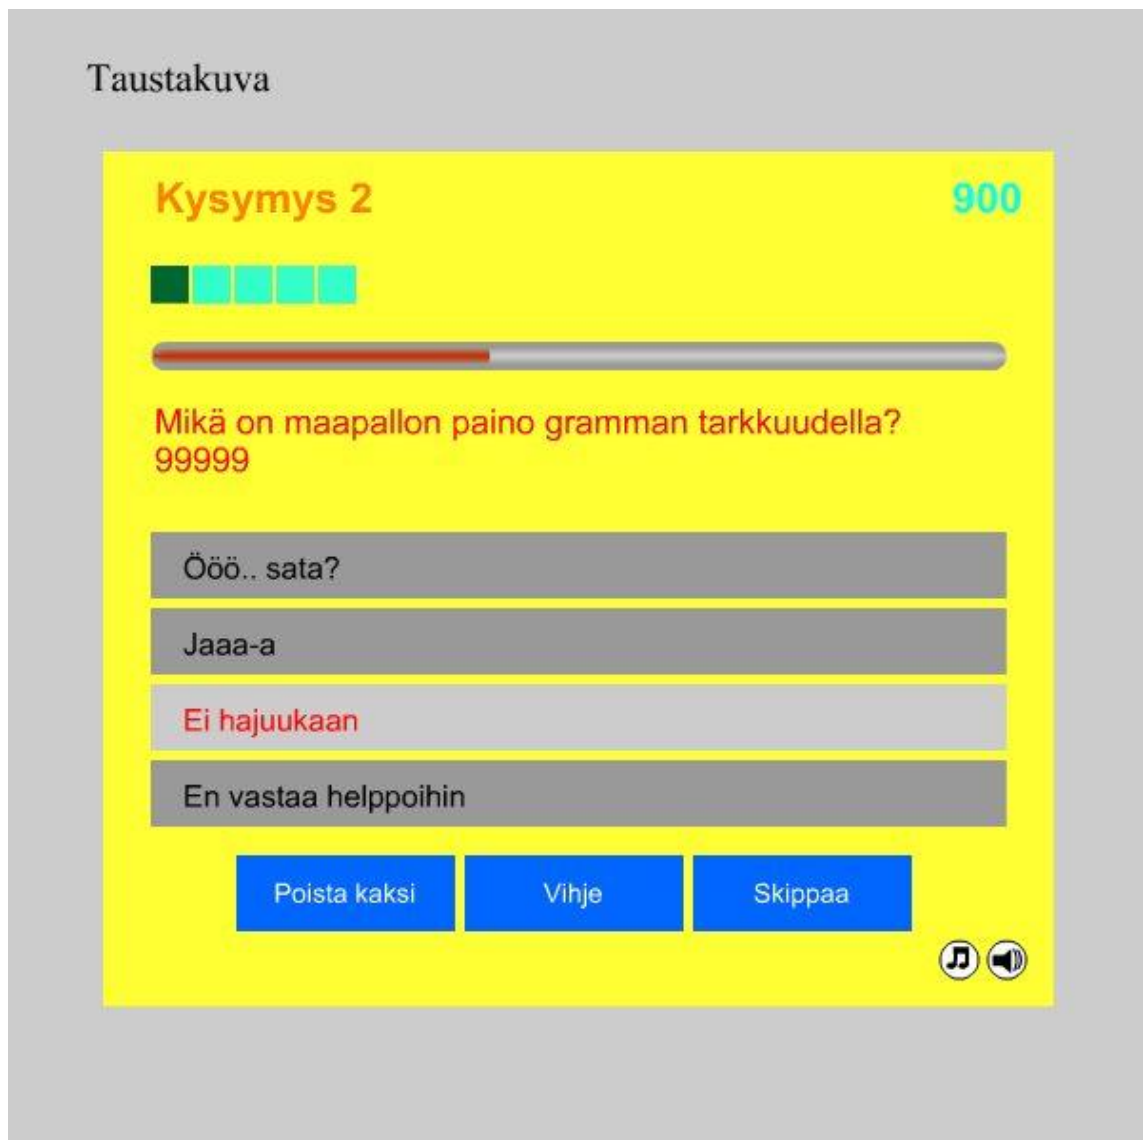 Taustakuva
Kysymys 2
900
Mikä on maapallon paino gramman tarkkuudella?
99999
Ööö.. sata?
Jaaa-a
Ei hajuukaan
En vastaa helppoihin
Poista kaksi
Vihje
Skippaa